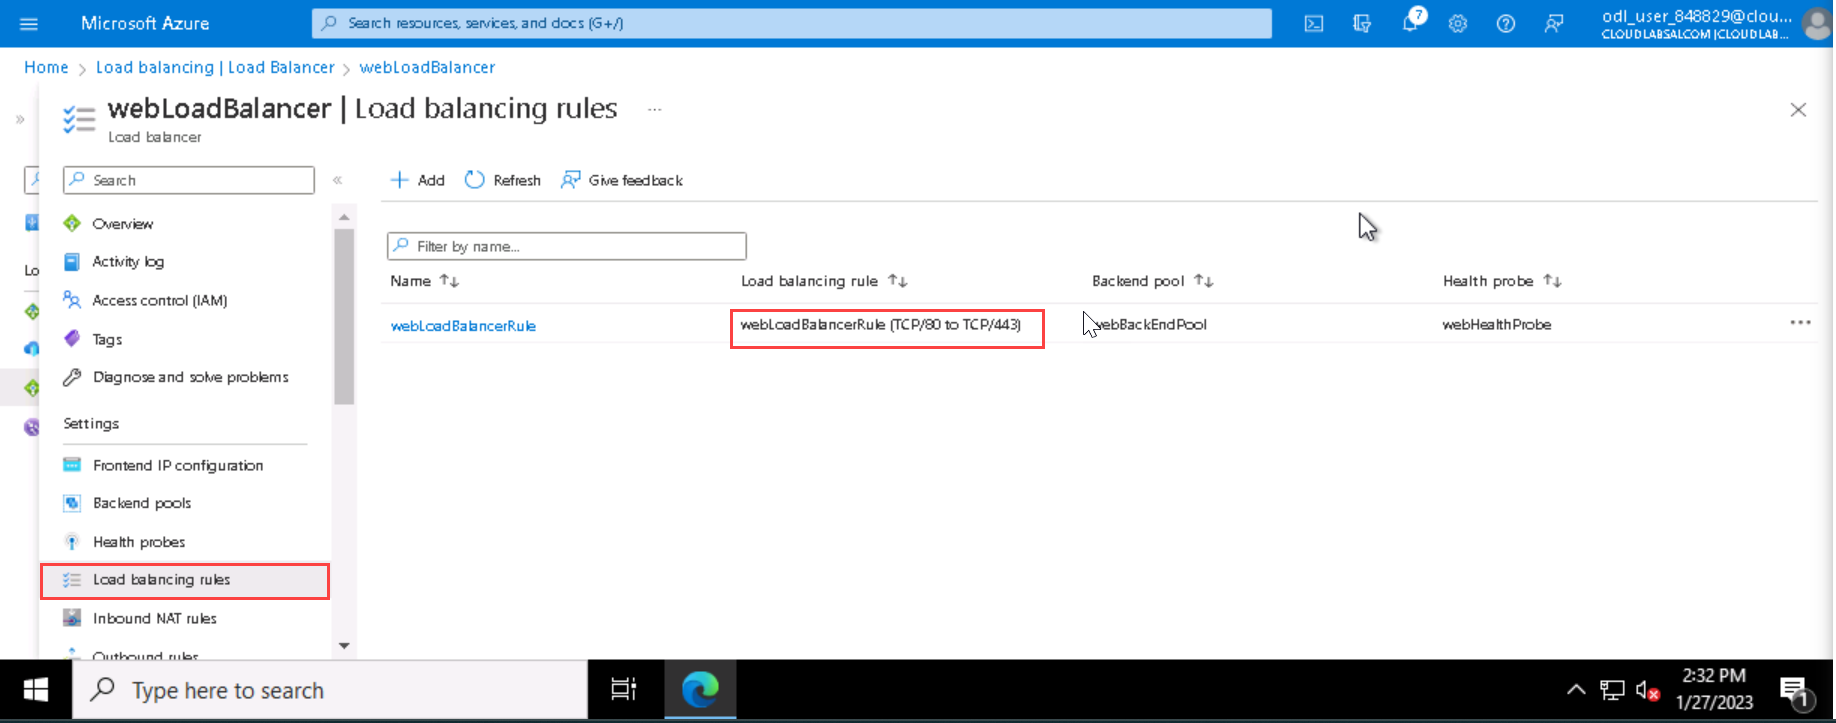 Microsoft Azure
Search resources, services, and docs (G+/)
7
odl_user_848829@clou...
CLOUDLABSALCOM (CLOUDLAB...
Home > Load balancing | Load Balancer > webLoadBalancer
webLoadBalancer | Load balancing rules ...
Load balancer
Search
Add
Refresh
Give feedback
Overview
Activity log
Access control (IAM)
Tags
Diagnose and solve problems
Settings
Frontend IP configuration
Backend pools
Health probes
Load balancing rules
Inbound NAT rules
Outbound rules
Lo
Filter by name...
Name Load balancing rule Backend pool Health probe
webLoadBalancerRule webLoadBalancerRule (TCP/80 to TCP/443) webBackEndPool webHealthProbe
Type here to search
2:32 PM
1/27/2023
1